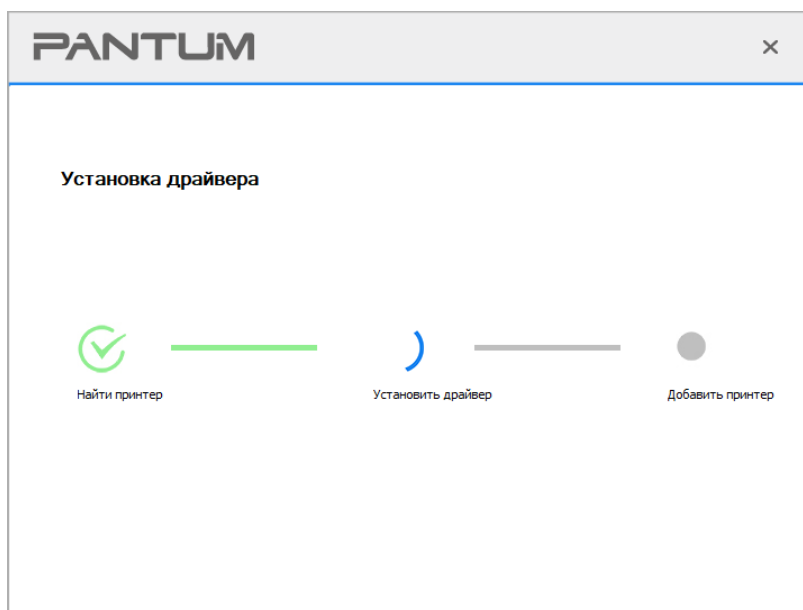 PANTUM
Установка драйвера
Найти принтер
Установить драйвер
Добавить принтер